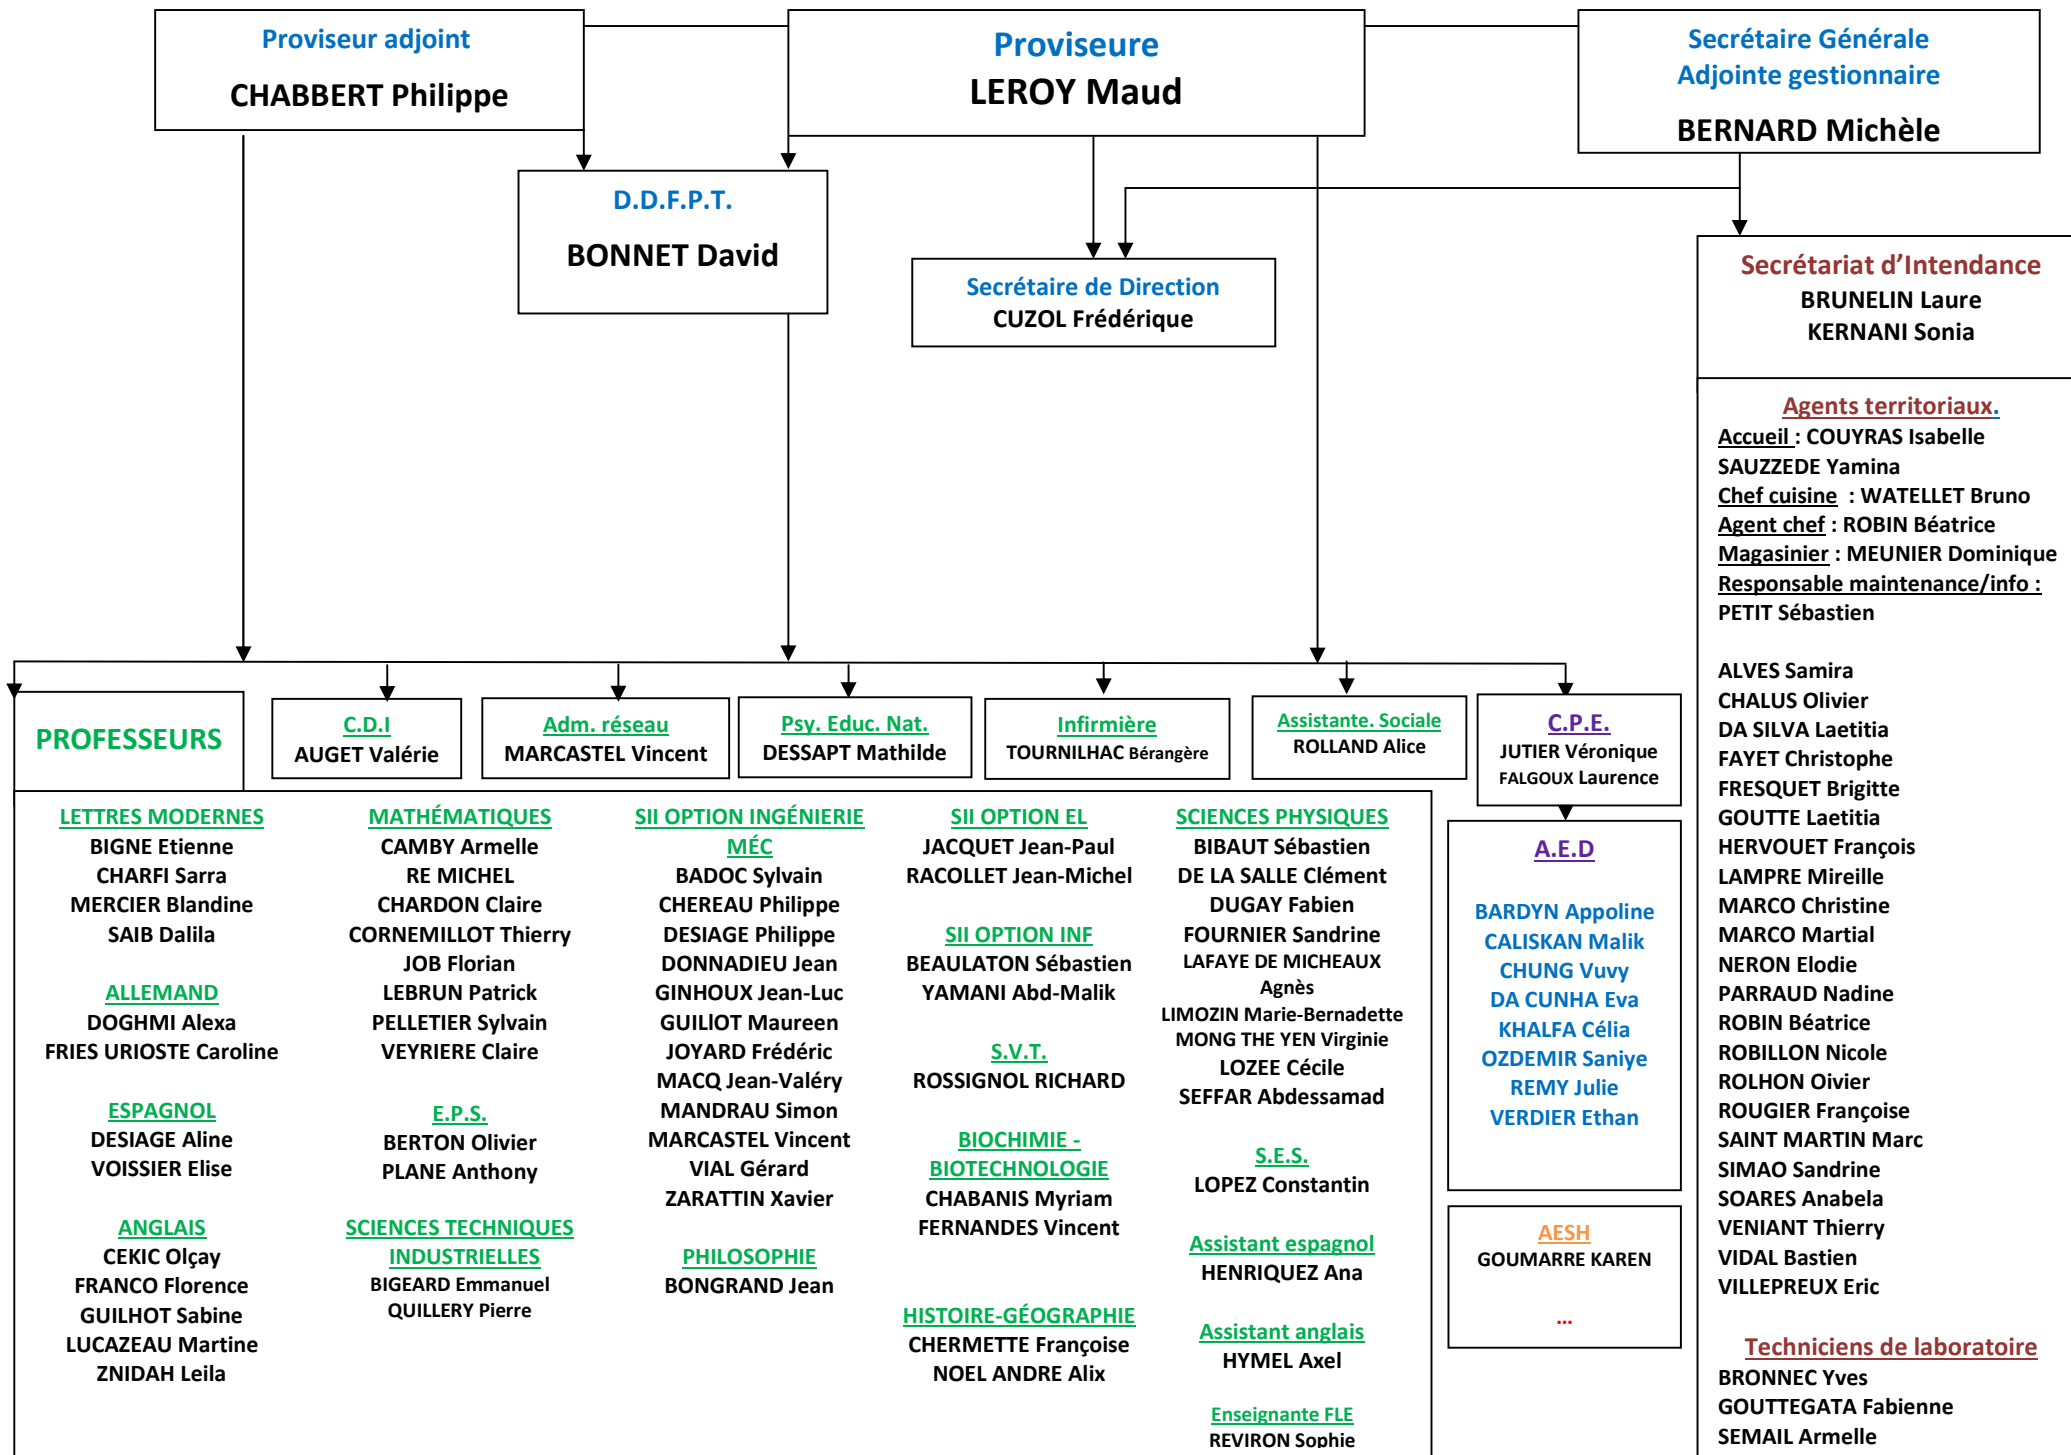 Proviseur adjoint
CHABBERT Philippe
Proviseure
LEROY Maud
Secrétaire Générale
Adjointe gestionnaire
BERNARD Michèle
D.D.F.P.T.
BONNET David
Secrétaire de Direction
CUZOL Frédérique
Secrétariat d’Intendance
BRUNELIN Laure
KERNANI Sonia
Agents territoriaux.
Accueil : COUYRAS Isabelle
SAUZZEDE Yamina
Chef cuisine  : WATELLET Bruno
Agent chef : ROBIN Béatrice
Magasinier : MEUNIER Dominique
Responsable maintenance/info :
PETIT Sébastien
ALVES Samira
CHALUS Olivier
DA SILVA Laetitia
FAYET Christophe
FRESQUET Brigitte
GOUTTE Laetitia
HERVOUET François
LAMPRE Mireille
MARCO Christine
MARCO Martial
NERON Elodie
PARRAUD Nadine
ROBIN Béatrice
ROBILLON Nicole
ROLHON Oivier
ROUGIER Françoise
SAINT MARTIN Marc
SIMAO Sandrine
SOARES Anabela
VENIANT Thierry
VIDAL Bastien
VILLEPREUX Eric
Techniciens de laboratoire
BRONNEC Yves
GOUTTEGATA Fabienne
SEMAIL Armelle
PROFESSEURS
C.D.I
AUGET Valérie
Adm. réseau
MARCASTEL Vincent
Psy. Educ. Nat.
DESSAPT Mathilde
Infirmière
TOURNILHAC Bérangère
Assistante. Sociale
ROLLAND Alice
C.P.E.
JUTIER Véronique
FALGOUX Laurence
LETTRES MODERNES
BIGNE Etienne
CHARFI Sarra
MERCIER Blandine
SAIB Dalila
ALLEMAND
DOGHMI Alexa
FRIES URIOSTE Caroline
ESPAGNOL
DESIAGE Aline
VOISSIER Elise
ANGLAIS
CEKIC Olçay
FRANCO Florence
GUILHOT Sabine
LUCAZEAU Martine
ZNIDAH Leila
MATHÉMATIQUES
CAMBY Armelle
RE MICHEL
CHARDON Claire
CORNEMILLOT Thierry
JOB Florian
LEBRUN Patrick
PELLETIER Sylvain
VEYRIERE Claire
E.P.S.
BERTON Olivier
PLANE Anthony
SCIENCES TECHNIQUES
INDUSTRIELLES
BIGEARD Emmanuel
QUILLERY Pierre
SII OPTION INGÉNIERIE
MÉC
BADOC Sylvain
CHEREAU Philippe
DESIAGE Philippe
DONNADIEU Jean
GINHOUX Jean-Luc
GUILlOT Maureen
JOYARD Frédéric
MACQ Jean-Valéry
MANDRAU Simon
MARCASTEL Vincent
VIAL Gérard
ZARATTIN Xavier
PHILOSOPHIE
BONGRAND Jean
SII OPTION EL
JACQUET Jean-Paul
RACOLLET Jean-Michel
SII OPTION INF
BEAULATON Sébastien
YAMANI Abd-Malik
S.V.T.
ROSSIGNOL RICHARD
BIOCHIMIE -
BIOTECHNOLOGIE
CHABANIS Myriam
FERNANDES Vincent
HISTOIRE-GÉOGRAPHIE
CHERMETTE Françoise
NOEL ANDRE Alix
SCIENCES PHYSIQUES
BIBAUT Sébastien
DE LA SALLE Clément
DUGAY Fabien
FOURNIER Sandrine
LAFAYE DE MICHEAUX
Agnès
LIMOZIN Marie-Bernadette
MONG THE YEN Virginie
LOZEE Cécile
SEFFAR Abdessamad
S.E.S.
LOPEZ Constantin
Assistant espagnol
HENRIQUEZ Ana
Assistant anglais
HYMEL Axel
Enseignante FLE
REVIRON Sophie
A.E.D
BARDYN Appoline
CALISKAN Malik
CHUNG Vuvy
DA CUNHA Eva
KHALFA Célia
OZDEMIR Saniye
REMY Julie
VERDIER Ethan
AESH
GOUMARRE KAREN
...